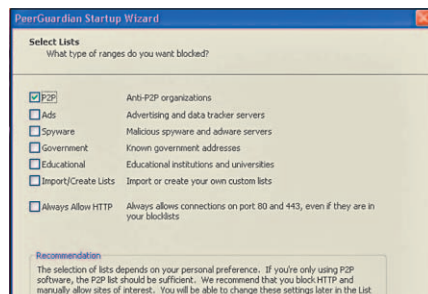 PeerGuardian Startup Wizard
Select Lists
What type of ranges do you want blocked?
P2P Anti-P2P organizations
Ads Advertising and data tracker servers
Spyware Malicious spyware and adware servers
Government Known government addresses
Educational Educational institutions and universities
Import/Create Lists Import or create your own custom lists
Always Allow HTTP Always allows connections on port 80 and 443, even if they are in
your blocklists
Recommendation
The selection of lists depends on your personal preference. If you're only using P2P
software, the P2P list should be sufficient. We recommend that you block HTTP and
manually allow sites of interest. You will be able to change these settings later in the List